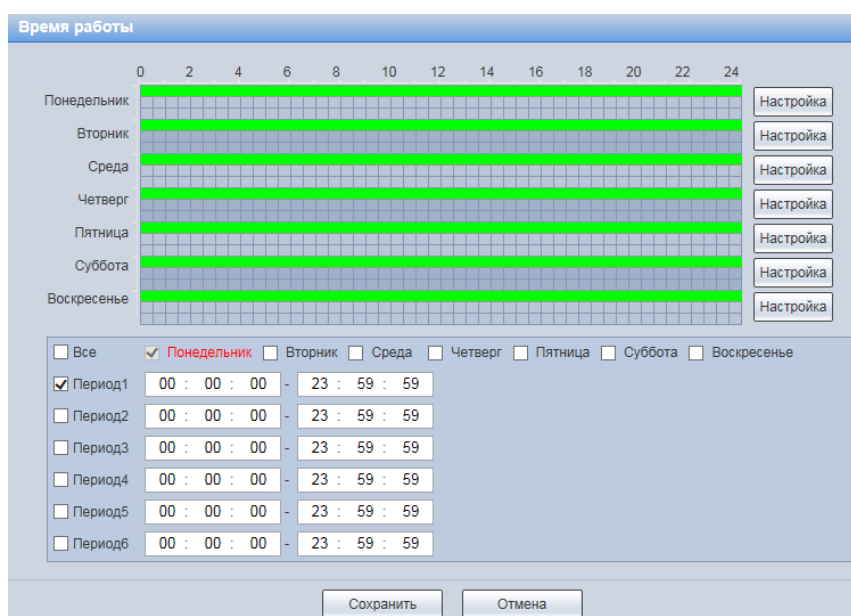 Время работы
0 2 4 6 8 10 12 14 16 18 20 22 24
Понедельник Настройка
Вторник Настройка
Среда Настройка
Четверг Настройка
Пятница Настройка
Суббота Настройка
Воскресенье Настройка
Все Понедельник Вторник Среда Четверг Пятница Суббота Воскресенье
Период1 00 : 00 : 00 - 23 : 59 : 59
Период2 00 : 00 : 00 - 23 : 59 : 59
Период3 00 : 00 : 00 - 23 : 59 : 59
Период4 00 : 00 : 00 - 23 : 59 : 59
Период5 00 : 00 : 00 - 23 : 59 : 59
Период6 00 : 00 : 00 - 23 : 59 : 59
Сохранить Отмена